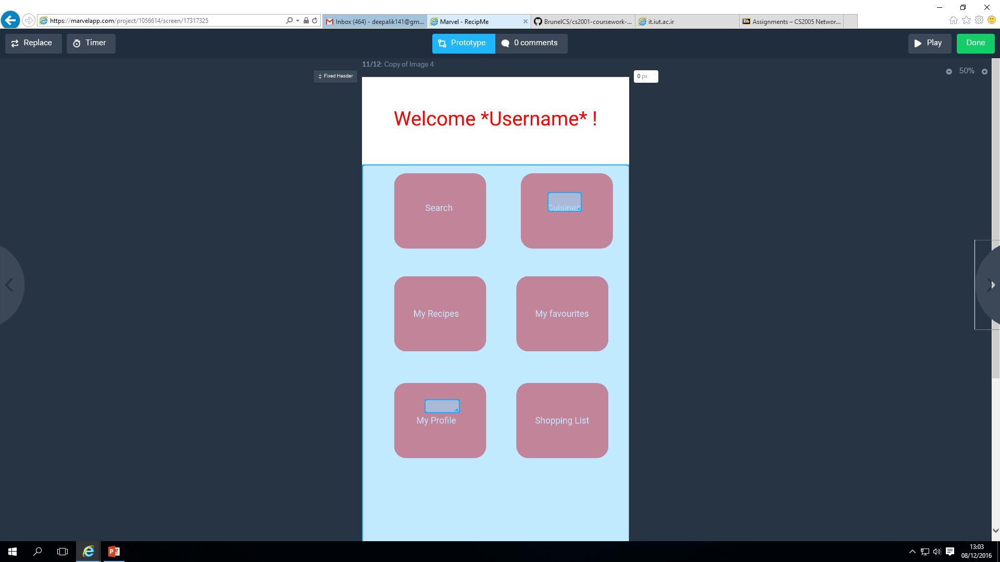 https://marvelapp.com/project/1056614/screen/17317325
Inbox (464) - deepalik141@gm...
Marvel - RecipMe
BrunelCS/cs2001-coursework-...
it.iut.ac.ir
Bb Assignments – CS2005 Networ...
Replace
Timer
Prototype
0 comments
Play
Done
11/12: Copy of Image 4
50%
Fixed Header
0 px
Welcome *Username* !
Search
Cuisines
My Recipes
My favourites
My Profile
Shopping List
13:03
08/12/2016